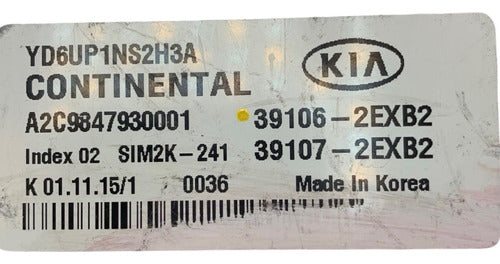 YD6UP1NS2H3A
CONTINENTAL
KIA
A2C9847930001 39106-2EXB2
Index 02 SIM2K-241 39107-2EXB2
K 01.11.15/1 0036 Made In Korea